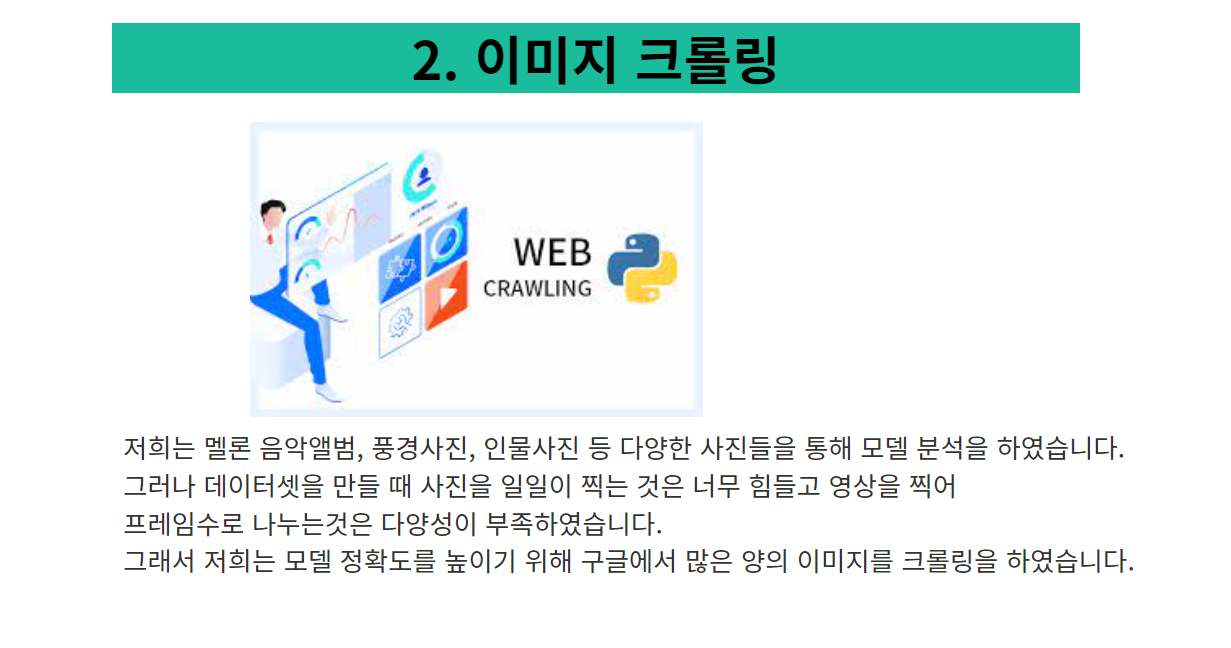 2. 이미지 크롤링
WEB
CRAWLING
저희는 멜론 음악앨범, 풍경사진, 인물사진 등 다양한 사진들을 통해 모델 분석을 하였습니다.
그러나 데이터셋을 만들 때 사진을 일일이 찍는 것은 너무 힘들고 영상을 찍어
프레임수로 나누는것은 다양성이 부족하였습니다.
그래서 저희는 모델 정확도를 높이기 위해 구글에서 많은 양의 이미지를 크롤링을 하였습니다.